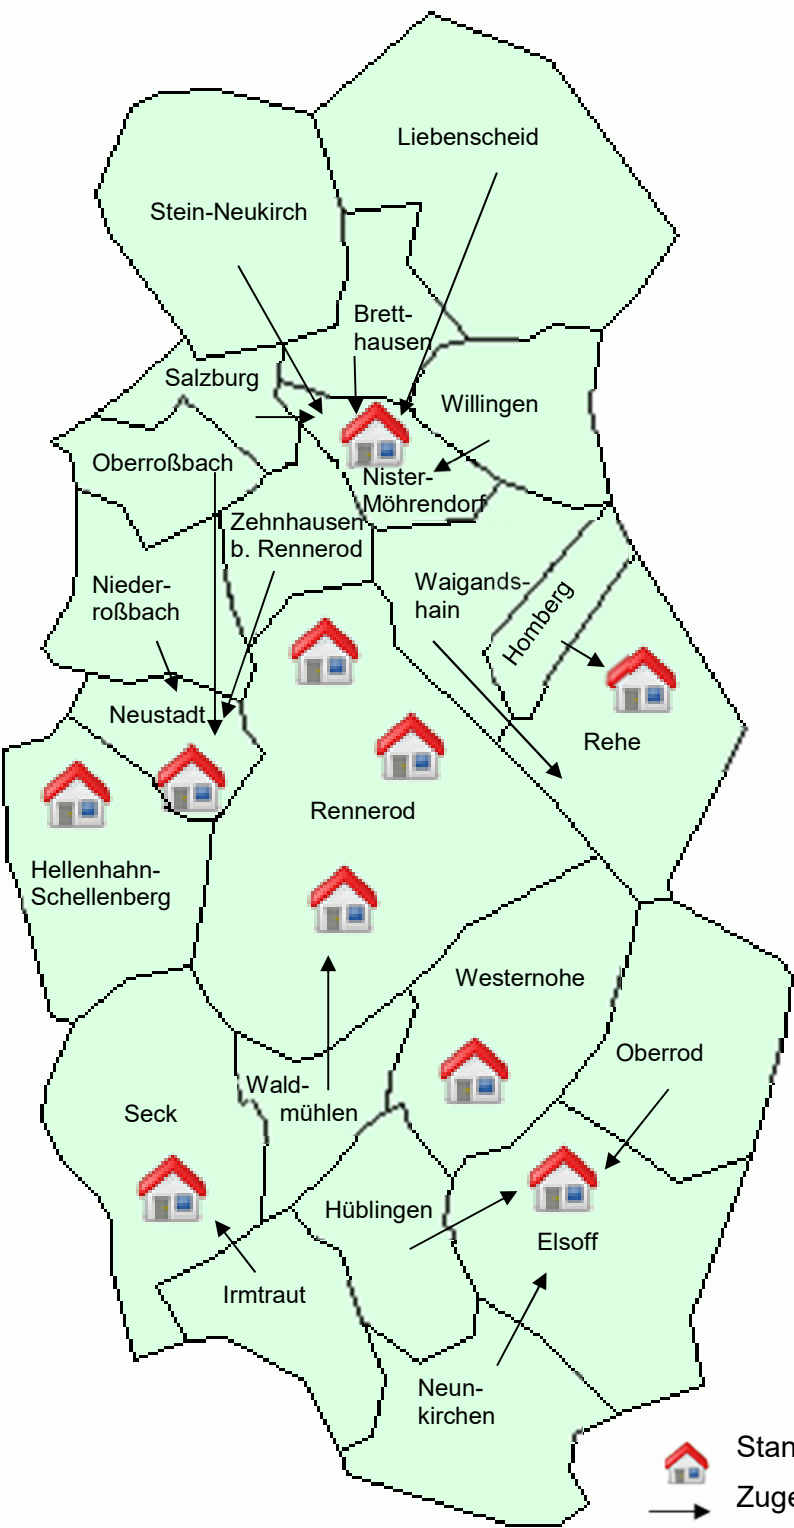 Liebenscheid
Stein-Neukirch
Brett-
hausen
Salzburg
Willingen
Oberroßbach
Nister-
Möhrendorf
Zehnhausen
b. Rennerod
Waigands-
hain
Nieder-
roßbach
Homberg
Neustadt
Rehe
Rennerod
Hellenhahn-
Schellenberg
Westernohe
Oberrod
Wald-
mühlen
Seck
Hüblingen
Elsoff
Irmtraut
Neun-
kirchen
Stan
Zuge